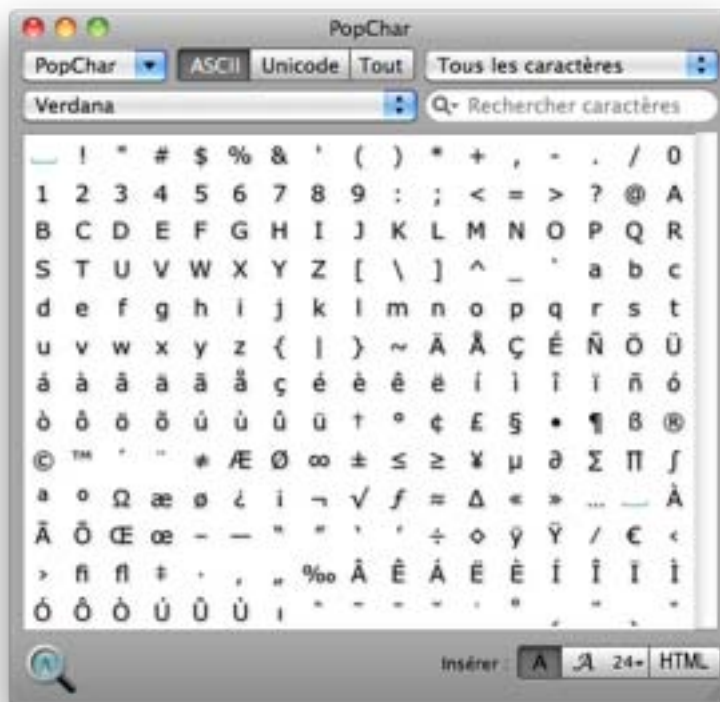 PopChar
PopChar ASCII Unicode Tout Tous les caractères
Verdana Rechercher caractères
! " # $ % & ' ( ) * + , - . / 0
1 2 3 4 5 6 7 8 9 : ; < = > ? @ A
B C D E F G H I J K L M N O P Q R
S T U V W X Y Z [ \ ] ^ _ ` a b c
d e f g h i j k l m n o p q r s t
u v w x y z { | } ~ Ä Å Ç É Ñ Ö Ü
á à â ä ã å ç é è ê ë í ì î ï ñ ó
ò ô ö õ ú ù û ü † ° ¢ £ § • ¶ ß ®
© ™ ´ ¨ ≠ Æ Ø ∞ ± ≤ ≥ ¥ µ ∂ Σ Π ∫
ª º Ω æ ø ¿ ¡ ¬ √ ƒ ≈ Δ « » … À
Ã Õ Œ œ – — “ ” ‘ ’ ÷ ◊ ÿ Ÿ ⁄ € ‹
› fi fl ‡ · ‚ „ ‰ Â Ê Á Ë È Í Î Ï Ì
Ó Ô Ò Ú Û Ù ı
Insérer : A A 24 HTML